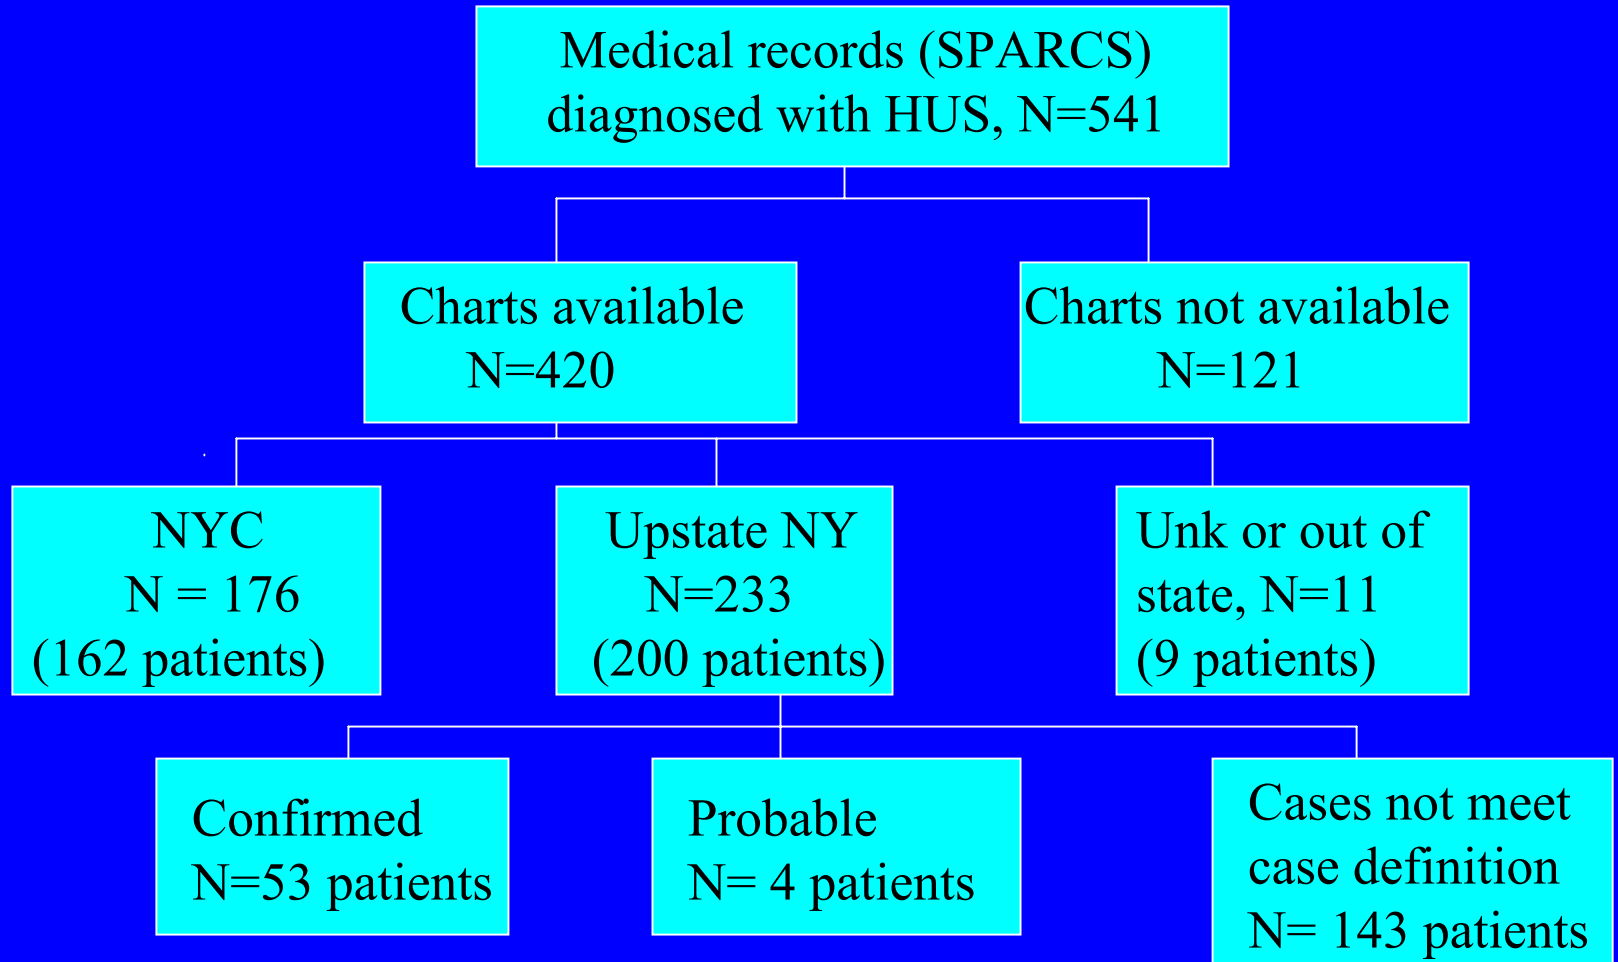 Medical records (SPARCS)
diagnosed with HUS, N=541
Charts available
N=420
Charts not available
N=121
NYC
N = 176
(162 patients)
Upstate NY
N=233
(200 patients)
Unk or out of
state, N=11
(9 patients)
Confirmed
N=53 patients
Probable
N= 4 patients
Cases not meet
case definition
N= 143 patients